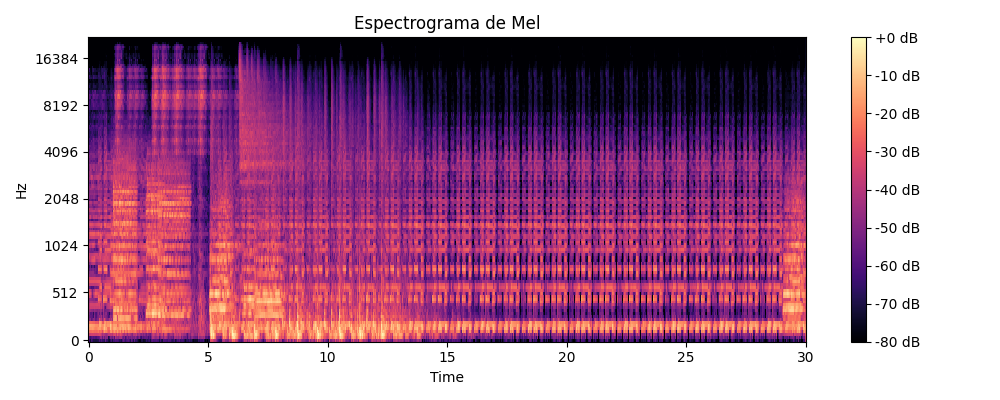 Espectrograma de Mel
Hz
16384
8192
4096
2048
1024
512
0
0 5 10 15 20 25 30
Time
+0 dB
-10 dB
-20 dB
-30 dB
-40 dB
-50 dB
-60 dB
-70 dB
-80 dB